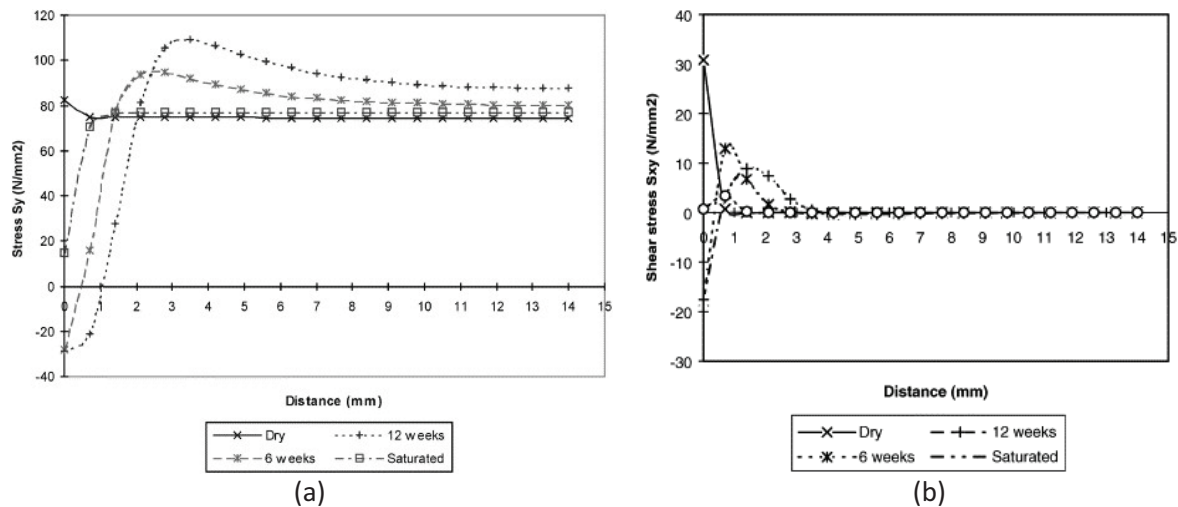 120
100
80
60
40
20
0
-20
-40
0 1 2 3 4 5 6 7 8 9 10 11 12 13 14 15
Stress Sy (N/mm2)
Distance (mm)
Dry 12 weeks
6 weeks Saturated
(a)
40
30
20
10
0
-10
-20
-30
0 1 2 3 4 5 6 7 8 9 10 11 12 13 14 15
Shear stress Sxy (N/mm2)
Distance (mm)
Dry 12 weeks
6 weeks Saturated
(b)